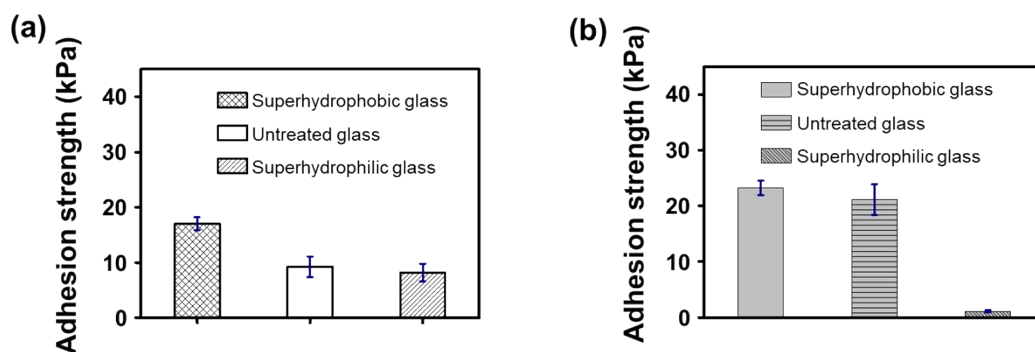 (a)
Adhesion strength (kPa)
40
30
20
10
0
Superhydrophobic glass
Untreated glass
Superhydrophilic glass
(b)
Adhesion strength (kPa)
40
30
20
10
0
Superhydrophobic glass
Untreated glass
Superhydrophilic glass